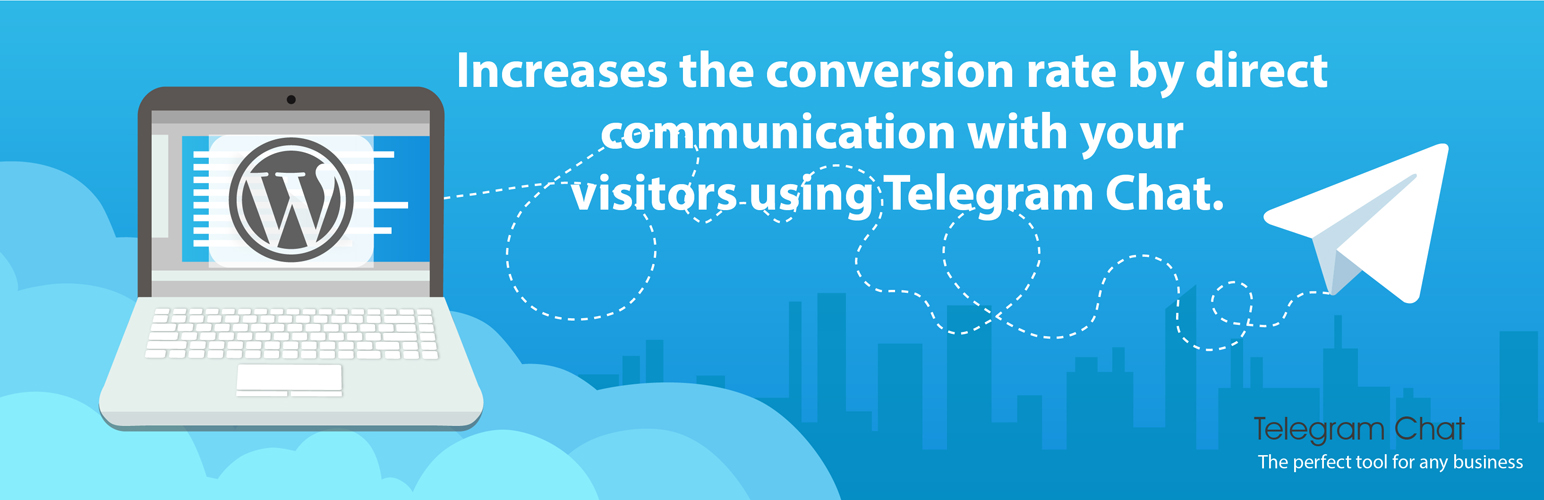 Increases the conversion rate by direct
communication with your
visitors using Telegram Chat.
Telegram Chat
The perfect tool for any business